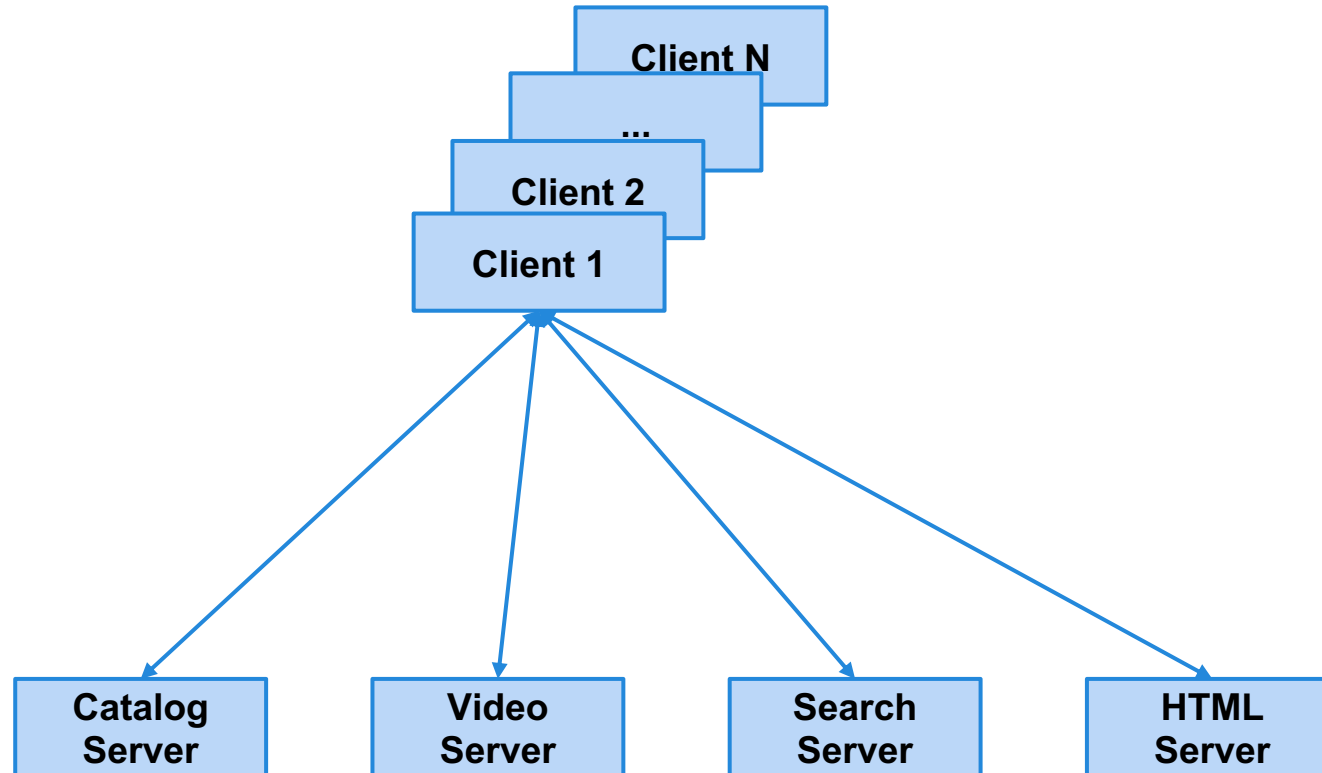 Client N
...
Client 2
Client 1
Catalog
Server
Video
Server
Search
Server
HTML
Server